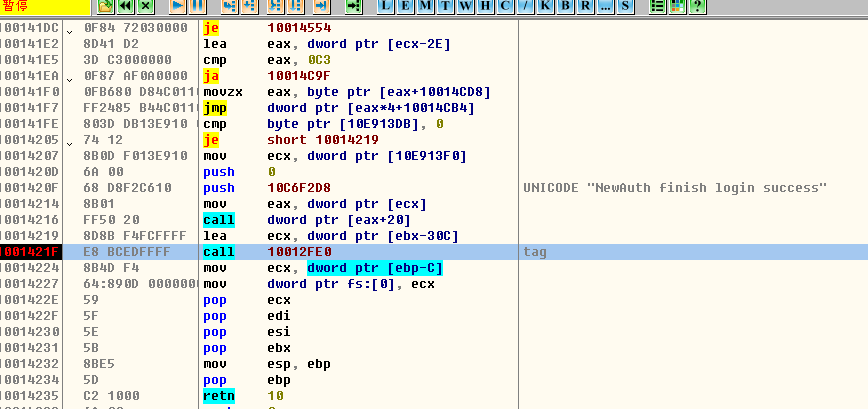 暂停 L E M T W H C / K B R ... S ?
100141DC 0F84 72030000 je 10014554
100141E2 8D41 D2 lea eax, dword ptr [ecx-2E]
100141E5 3D C3000000 cmp eax, 0C3
100141EA 0F87 AF0A0000 ja 10014C9F
100141F0 0FB680 D84C0110 movzx eax, byte ptr [eax+10014CD8]
100141F7 FF2485 B44C0110 jmp dword ptr [eax*4+10014CB4]
100141FE 803D DB13E910 0 cmp byte ptr [10E913DB], 0
10014205 74 12 je short 10014219
10014207 8B0D F013E910 mov ecx, dword ptr [10E913F0]
1001420D 6A 00 push 0
1001420F 68 D8F2C610 push 10C6F2D8 UNICODE "NewAuth finish login success"
10014214 8B01 mov eax, dword ptr [ecx]
10014216 FF50 20 call dword ptr [eax+20]
10014219 8D8B F4FCFFFF lea ecx, dword ptr [ebx-30C]
1001421F E8 BCEDFFFF call 10012FE0 tag
10014224 8B4D F4 mov ecx, dword ptr [ebp-C]
10014227 64:890D 0000000 mov dword ptr fs:[0], ecx
1001422E 59 pop ecx
1001422F 5F pop edi
10014230 5E pop esi
10014231 5B pop ebx
10014232 8BE5 mov esp, ebp
10014234 5D pop ebp
10014235 C2 1000 retn 10